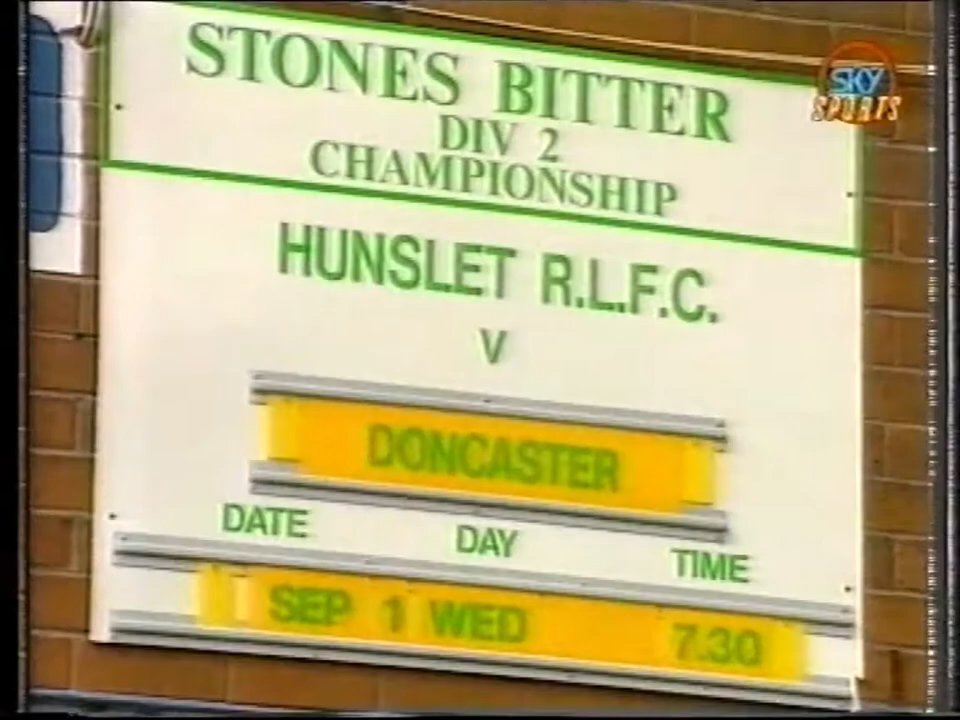 STONES BITTER
DIV 2
CHAMPIONSHIP
SKY
SPORTS
HUNSLET R.L.F.C.
V
DONCASTER
DATE DAY TIME
SEP 1 WED 7.30